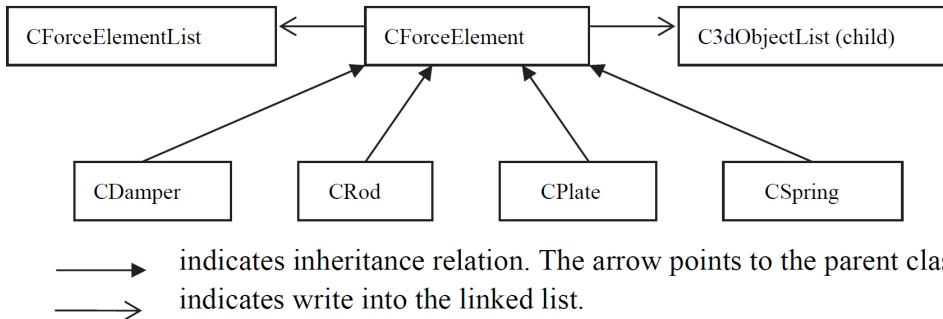 CForceElementList CForceElement C3dObjectList (child)
CDamper CRod CPlate CSpring
indicates inheritance relation. The arrow points to the parent
indicates write into the linked list.